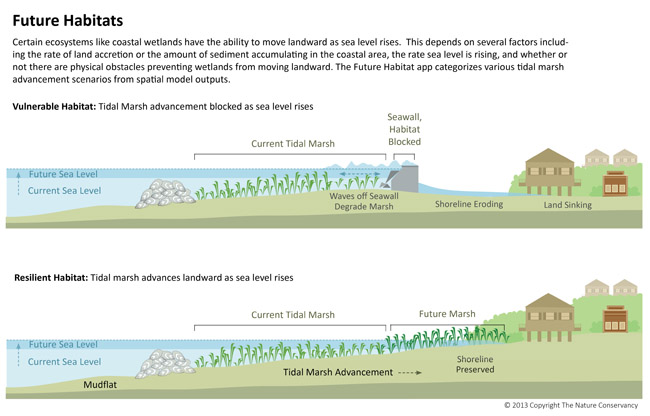 Future Habitats
Certain ecosystems like coastal wetlands have the ability to move landward as sea level rises. This depends on several factors includ-
ing the rate of land accretion or the amount of sediment accumulating in the coastal area, the rate sea level is rising, and whether or
not there are physical obstacles preventing wetlands from moving landward. The Future Habitat app categorizes various tidal marsh
advancement scenarios from spatial model outputs.
Vulnerable Habitat: Tidal Marsh advancement blocked as sea level rises
Seawall,
Habitat
Blocked
Current Tidal Marsh
Future Sea Level
Current Sea Level
Waves off Seawall
Degrade Marsh
Shoreline Eroding
Land Sinking
Resilient Habitat: Tidal marsh advances landward as sea level rises
Current Tidal Marsh
Future Marsh
Future Sea Level
Current Sea Level
Mudflat
Tidal Marsh Advancement
Shoreline
Preserved
© 2013 Copyright The Nature Conservancy